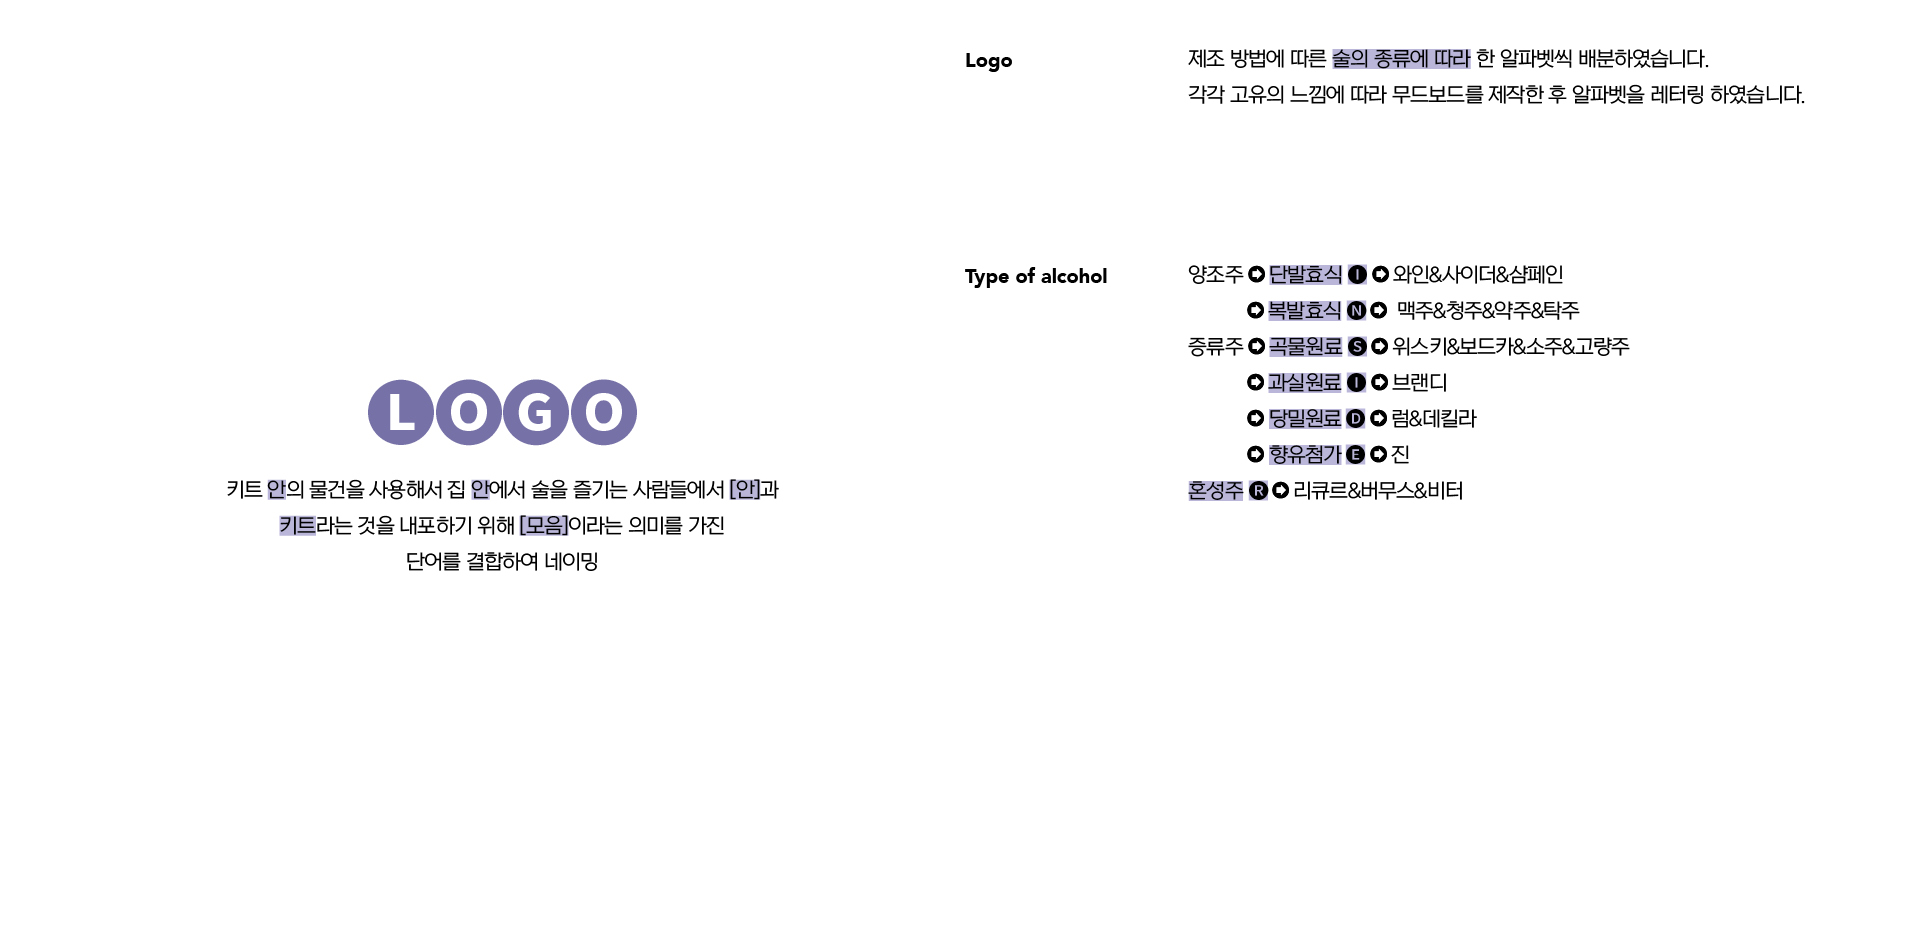 LOGO
키트 안의 물건을 사용해서 집 안에서 술을 즐기는 사람들에서 [안]과
키트라는 것을 내포하기 위해 [모음]이라는 의미를 가진
단어를 결합하여 네이밍
Logo
제조 방법에 따른 술의 종류에 따라 한 알파벳씩 배분하였습니다.
각각 고유의 느낌에 따라 무드보드를 제작한 후 알파벳을 레터링 하였습니다.
Type of alcohol
양조주 ➲ 단발효식 I ➲ 와인&사이더&샴페인
➲ 복발효식 N ➲ 맥주&청주&약주&탁주
증류주 ➲ 곡물원료 S ➲ 위스키&보드카&소주&고량주
➲ 과실원료 I ➲ 브랜디
➲ 당밀원료 D ➲ 럼&데킬라
➲ 향유첨가 E ➲ 진
혼성주 R ➲ 리큐르&버무스&비터